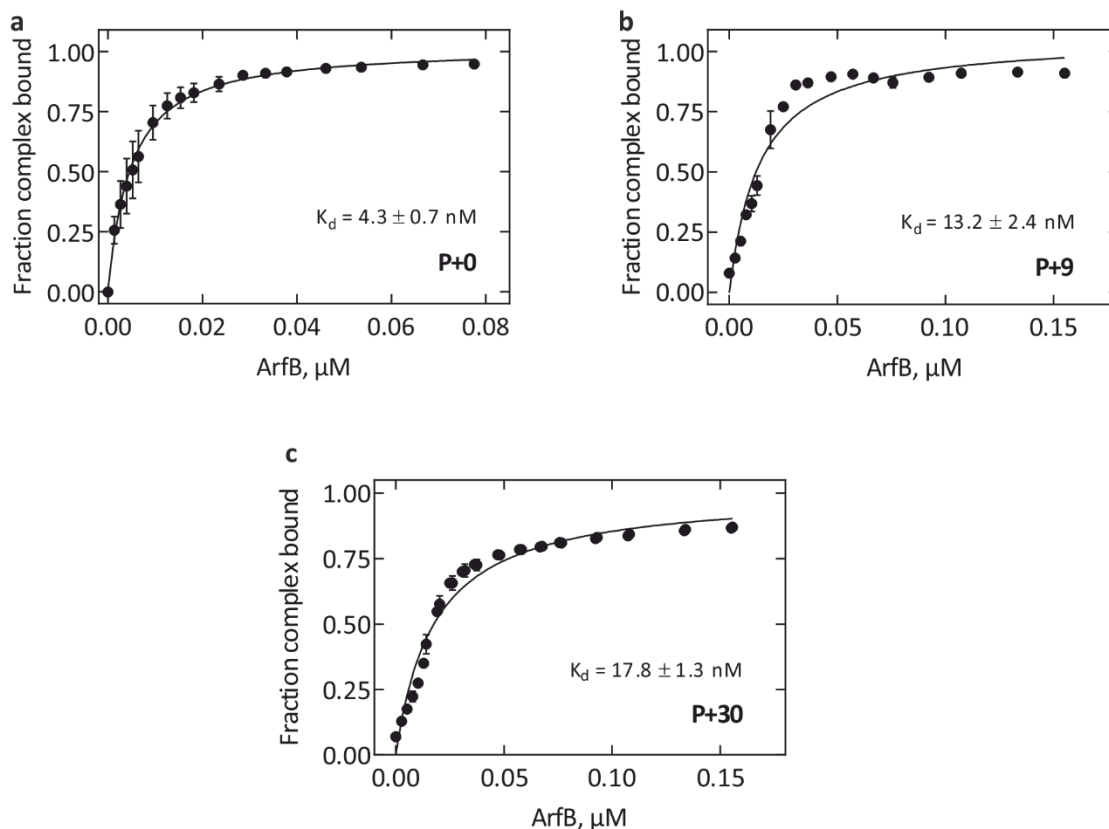 a
Fraction complex bound
1.00
0.75
0.50
0.25
0.00
K_d = 4.3 ± 0.7 nM
P+0
0.00 0.02 0.04 0.06 0.08
ArfB, μM
b
Fraction complex bound
1.00
0.75
0.50
0.25
0.00
K_d = 13.2 ± 2.4 nM
P+9
0.00 0.05 0.10 0.15
ArfB, μM
c
Fraction complex bound
1.00
0.75
0.50
0.25
0.00
K_d = 17.8 ± 1.3 nM
P+30
0.00 0.05 0.10 0.15
ArfB, μM